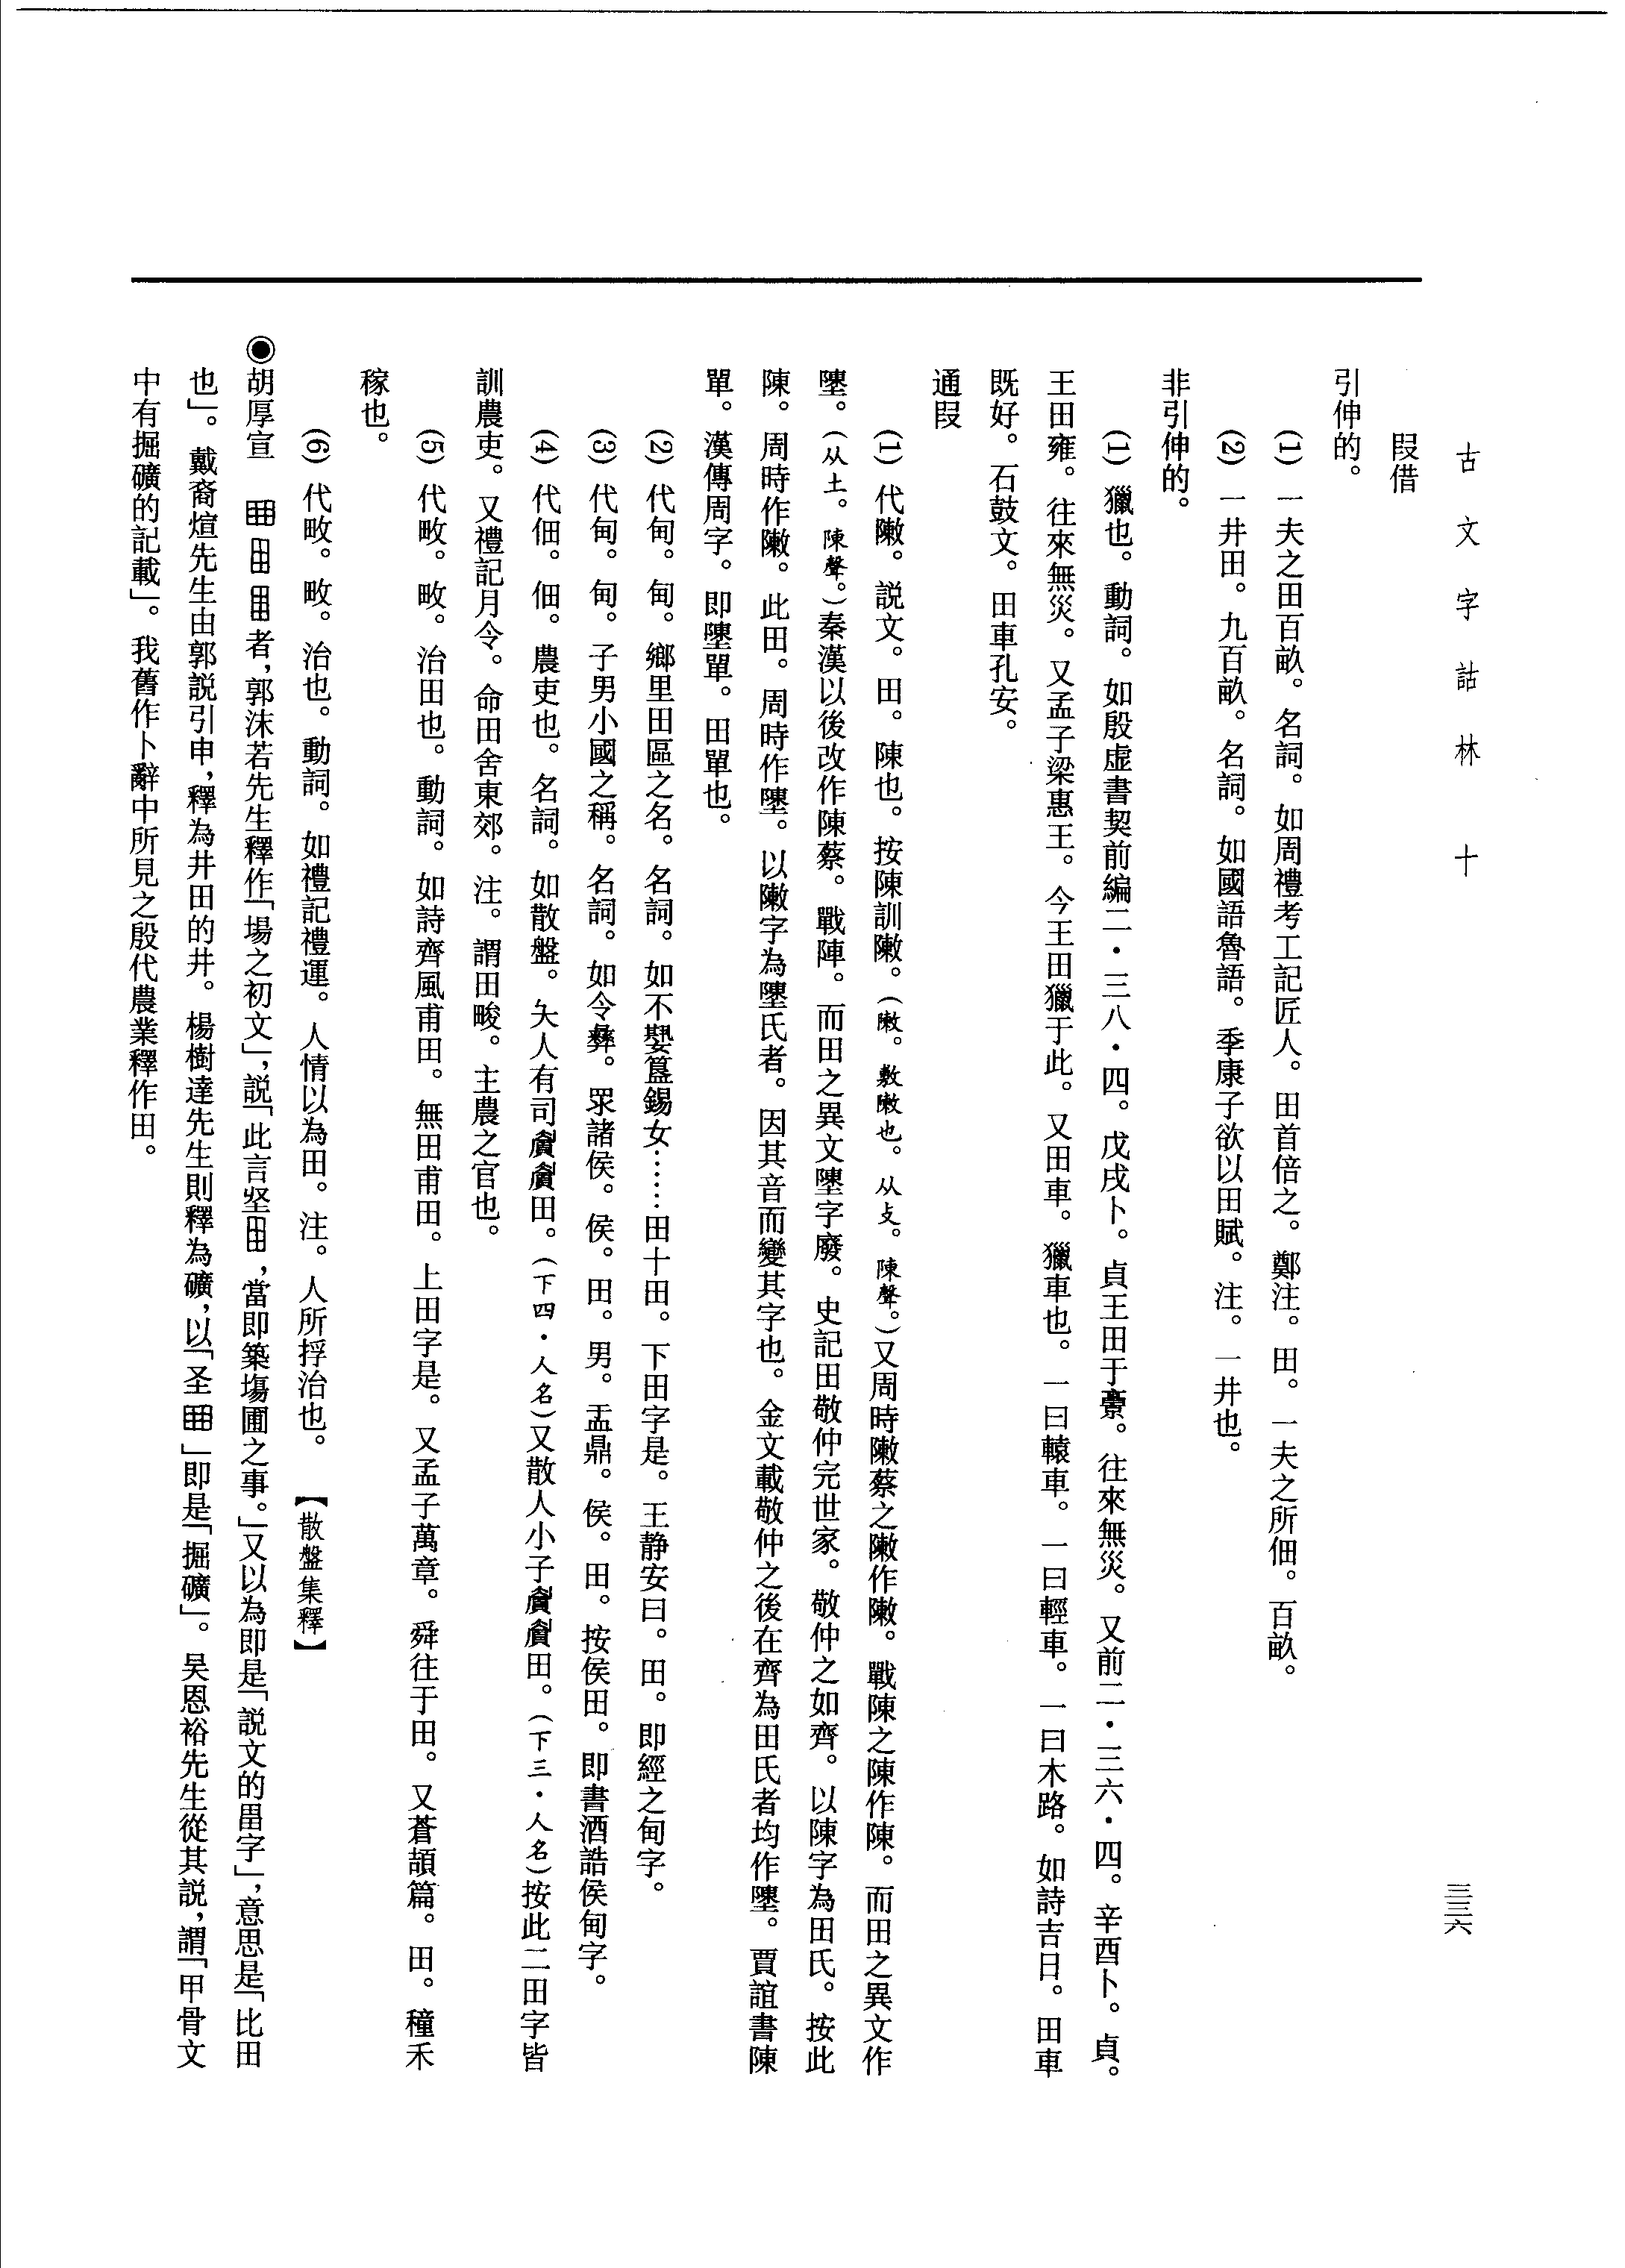 古文字詁林 十
三三六
叚借
引伸的。
(1) 一夫之田百畝。名詞。如周禮考工記匠人。田首倍之。鄭注。田。一夫之所佃。百畝。
(2) 一井田。九百畝。名詞。如國語魯語。季康子欲以田賦。注。一井也。
非引伸的。
(1) 獵也。動詞。如殷虛書契前編二·三八·四。戊戌卜。貞王田于。往來無災。又前二·三六·四。辛酉卜。貞。
王田雍。往來無災。又孟子梁惠王。今王田獵于此。又田車。獵車也。一曰轅車。一曰輕車。一曰木路。如詩吉日。田車
既好。石鼓文。田車孔安。
通叚
(1) 代敶。説文。田。陳也。按陳訓敶。(敶。敷敶也。从攴。陳聲。)又周時敶蔡之敶作敶。戰陳之陳作陳。而田之異文作
塦。(从土。陳聲。)秦漢以後改作陳蔡。戰陣。而田之異文塦字廢。史記田敬仲完世家。敬仲之如齊。以陳字為田氏。按此
陳。周時作敶。此田。周時作塦。以敶字為塦氏者。因其音而變其字也。金文載敬仲之後在齊為田氏者均作塦。賈誼書陳
單。漢傳周字。即塦單。田單也。
(2) 代甸。甸。鄉里田區之名。名詞。如不𡢁簋錫女……田十田。下田字是。王静安曰。田。即經之甸字。
(3) 代甸。甸。子男小國之稱。名詞。如令彝。眔諸侯。侯。田。男。盂鼎。侯。田。按侯田。即書酒誥侯甸字。
(4) 代佃。佃。農吏也。名詞。如散盤。夨人有司田。(下四·人名)又散人小子田。(下三·人名)按此二田字皆
訓農吏。又禮記月令。命田舍東郊。注。謂田畯。主農之官也。
(5) 代畋。畋。治田也。動詞。如詩齊風甫田。無田甫田。上田字是。又孟子萬章。舜往于田。又蒼頡篇。田。種禾
稼也。
(6) 代畋。畋。治也。動詞。如禮記禮運。人情以為田。注。人所捊治也。 【散盤集釋】
◉胡厚宣 者,郭沫若先生釋作「場之初文」,説「此言㘶,當即築場圃之事。」又以為即是「説文的畕字」,意思是「比田
也」。戴裔煊先生由郭説引申,釋為井田的井。楊樹達先生則釋為礦,以「圣」即是「掘礦」。吴恩裕先生從其説,謂「甲骨文
中有掘礦的記載」。我舊作卜辭中所見之殷代農業釋作田。